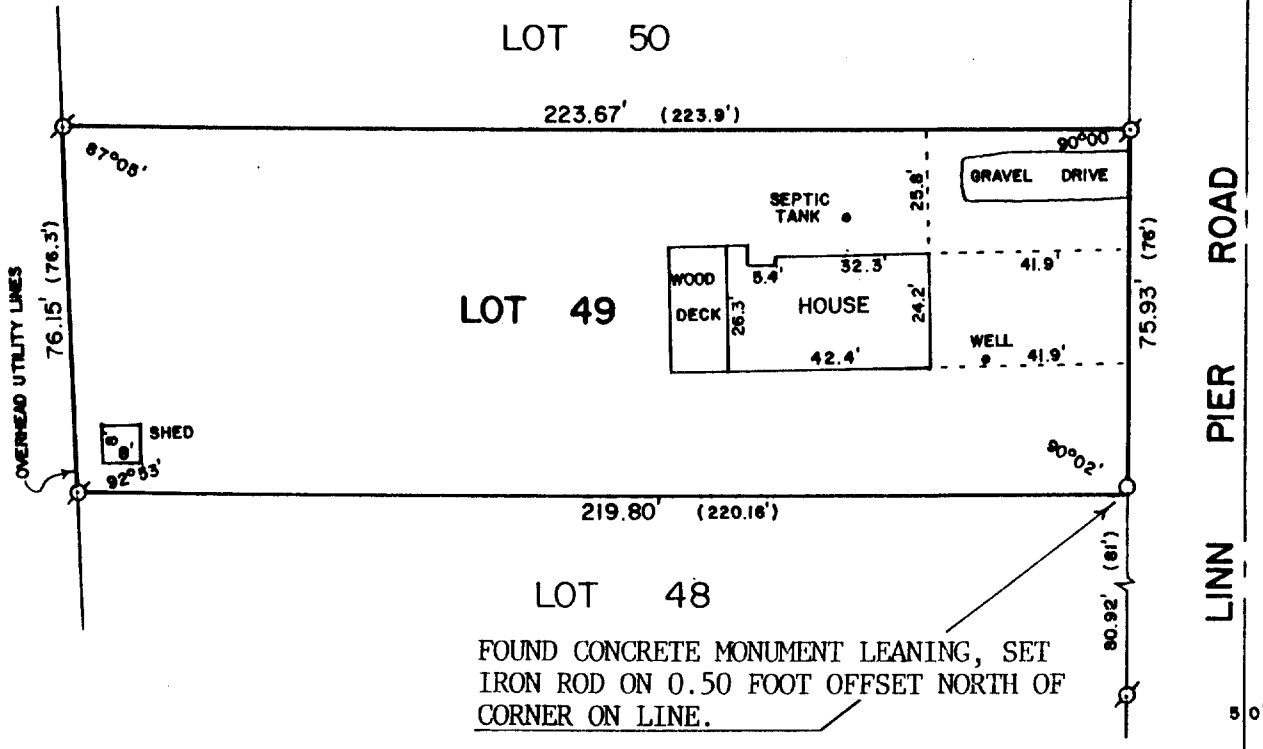 LOT 50
223.67' (223.9')
87°05'
90°00'
GRAVEL DRIVE
25.8'
SEPTIC
TANK
76.15' (76.3')
OVERHEAD UTILITY LINES
WOOD
DECK
5.4'
32.3'
41.9'
LOT 49
26.3'
HOUSE
24.2'
75.93' (76')
LINN PIER ROAD
WELL
42.4'
41.9'
SHED
8'
8'
92°53'
90°02'
219.80' (220.16')
LOT 48
80.92' (81')
FOUND CONCRETE MONUMENT LEANING, SET
IRON ROD ON 0.50 FOOT OFFSET NORTH OF
CORNER ON LINE.
50'